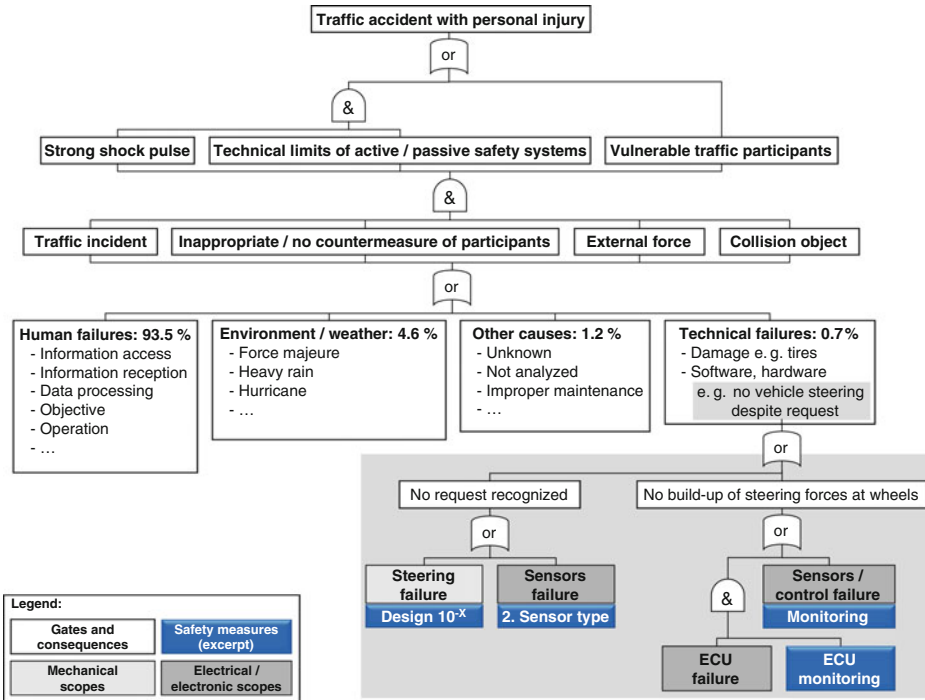 Traffic accident with personal injury
or
&
Strong shock pulse
Technical limits of active / passive safety systems
Vulnerable traffic participants
&
Traffic incident
Inappropriate / no countermeasure of participants
External force
Collision object
or
Human failures: 93.5 %
- Information access
- Information reception
- Data processing
- Objective
- Operation
- ...
Environment / weather: 4.6 %
- Force majeure
- Heavy rain
- Hurricane
- ...
Other causes: 1.2 %
- Unknown
- Not analyzed
- Improper maintenance
- ...
Technical failures: 0.7%
- Damage e. g. tires
- Software, hardware
e. g. no vehicle steering
despite request
or
No request recognized
No build-up of steering forces at wheels
or
or
Steering
failure
Design 10-X
Sensors
failure
2. Sensor type
&
Sensors /
control failure
Monitoring
ECU
failure
ECU
monitoring
Legend:
Gates and
consequences
Safety measures
(excerpt)
Mechanical
scopes
Electrical /
electronic scopes